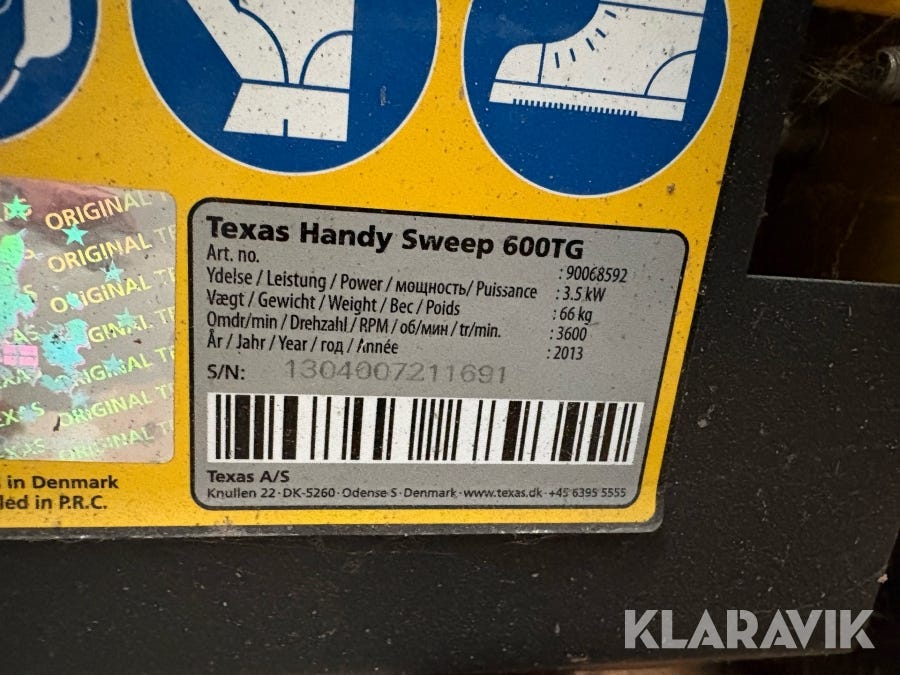 ORIGINAL
ORIGINAL
ORIGINAL
ORIGINAL
Texas Handy Sweep 600TG
Art. no. : 90068592
Ydelse / Leistung / Power / мощность/ Puissance : 3.5 kW
Vægt / Gewicht / Weight / Вес / Poids : 66 kg
Omdr/min / Drehzahl / RPM / об/мин / tr/min. : 3600
År / Jahr / Year / год / Année : 2013
S/N: 1304007211691
Texas A/S
Knullen 22 · DK-5260 · Odense S · Denmark · www.texas.dk · +45 6395 5555
in Denmark
led in P.R.C.
KLARAVIK